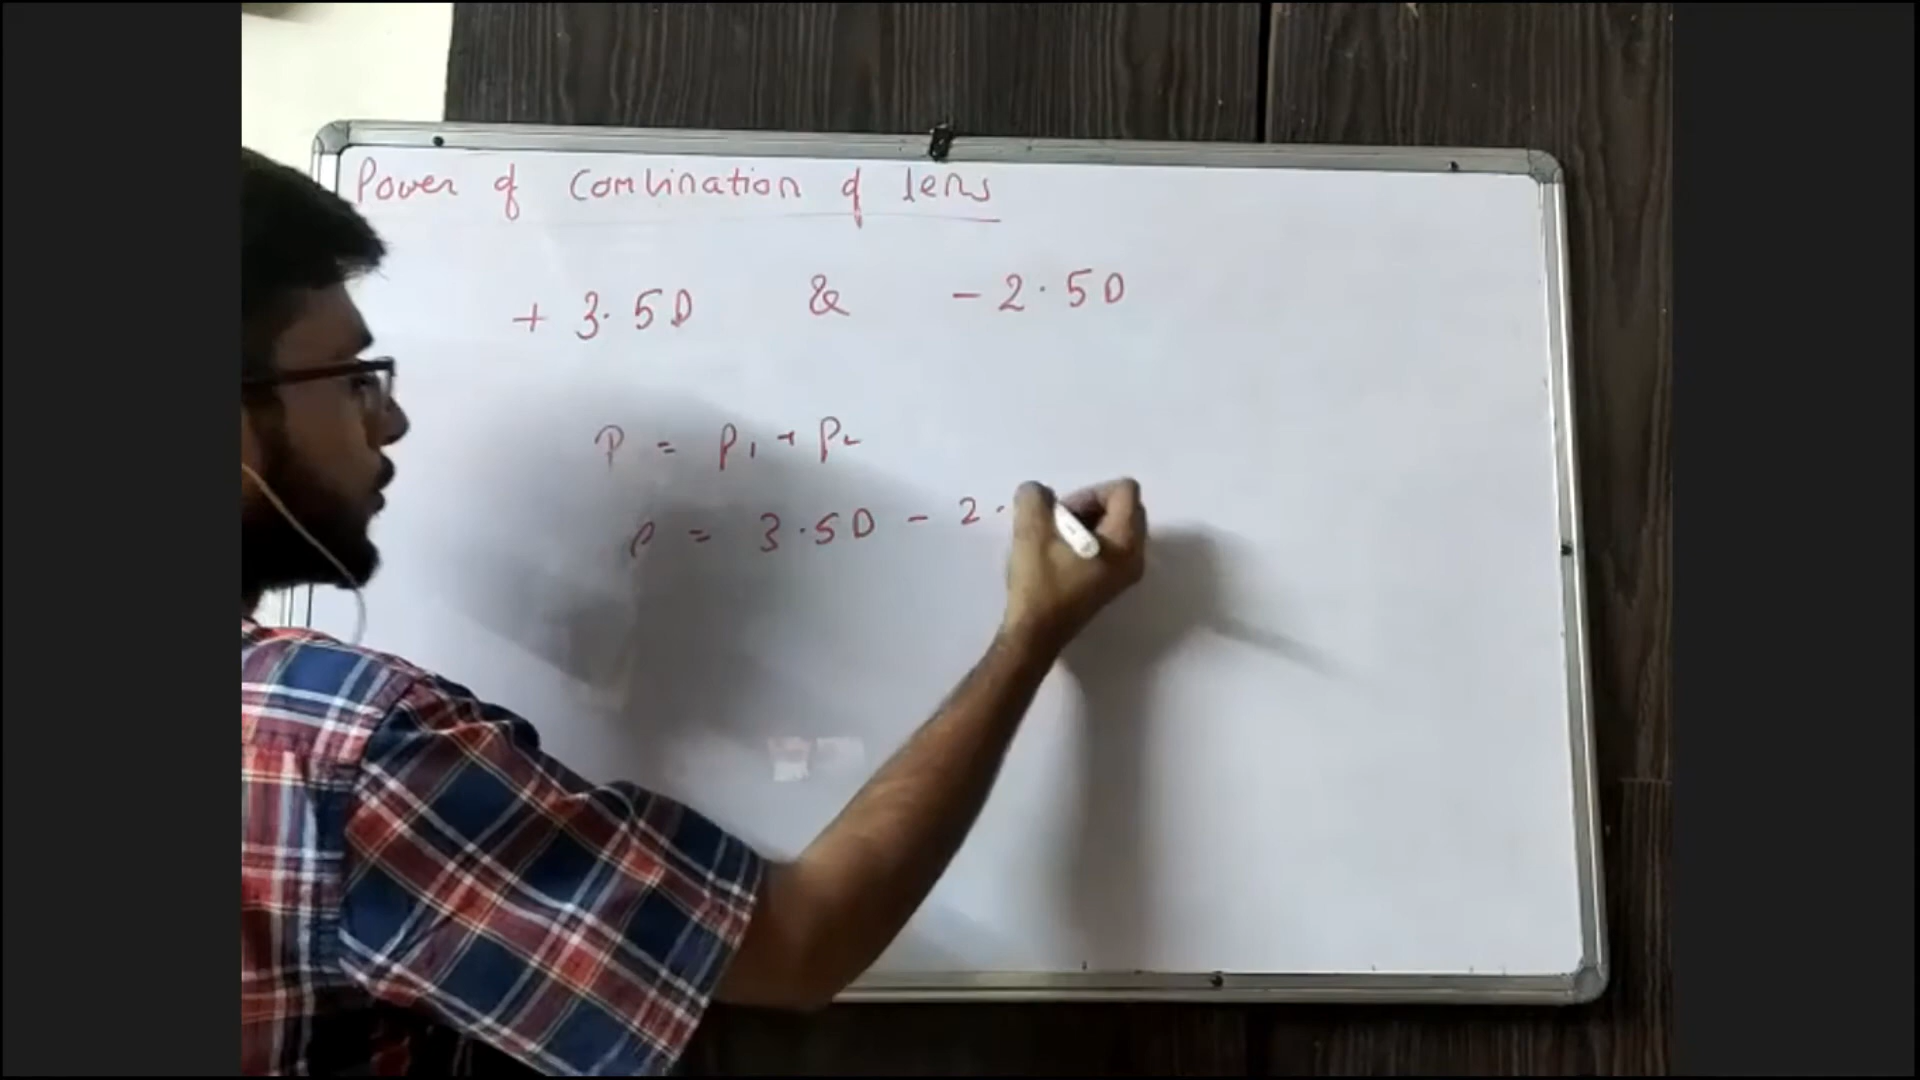 Power of Combination of lens
+ 3.5D & - 2.5D
P = P1 + P2
P = 3.5D - 2.